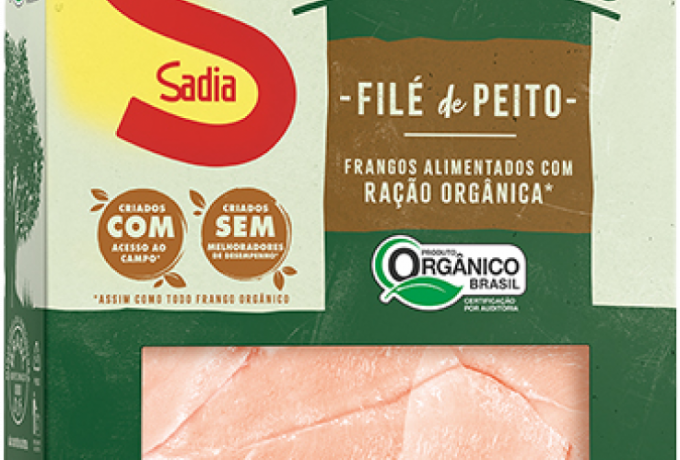 Sadia
-FILÉ de PEITO-
FRANGOS ALIMENTADOS COM
RAÇÃO ORGÂNICA*
CRIADOS
COM
ACESSO AO
CAMPO*
CRIADOS
SEM
MELHORADORES
DE DESEMPENHO*
*ASSIM COMO TODO FRANGO ORGÂNICO
PRODUTO
ORGÂNICO
BRASIL
CERTIFICAÇÃO
POR AUDITORIA